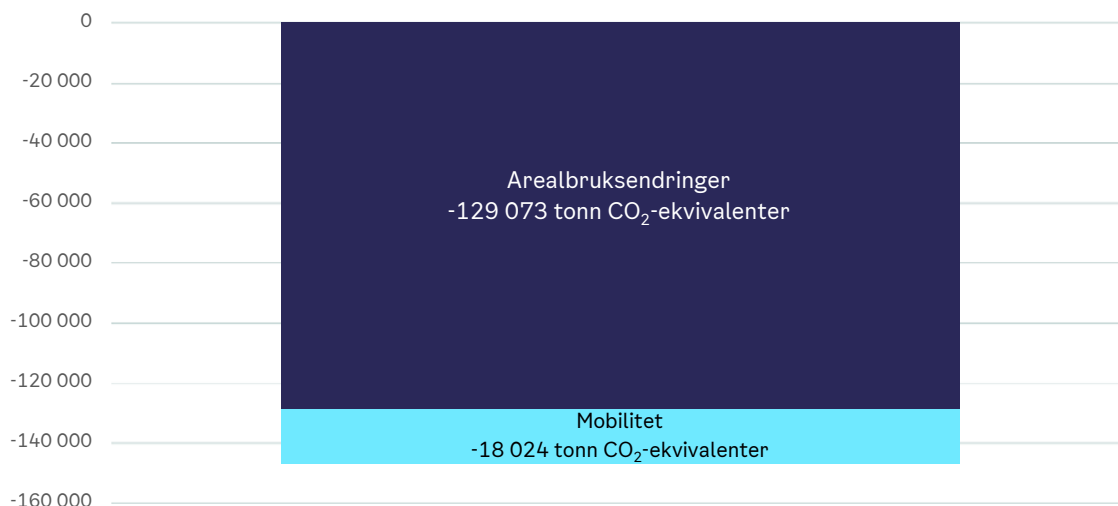 0
-20 000
-40 000
-60 000
-80 000
-100 000
-120 000
-140 000
-160 000
Arealbruksendringer
-129 073 tonn CO₂-ekvivalenter
Mobilitet
-18 024 tonn CO₂-ekvivalenter